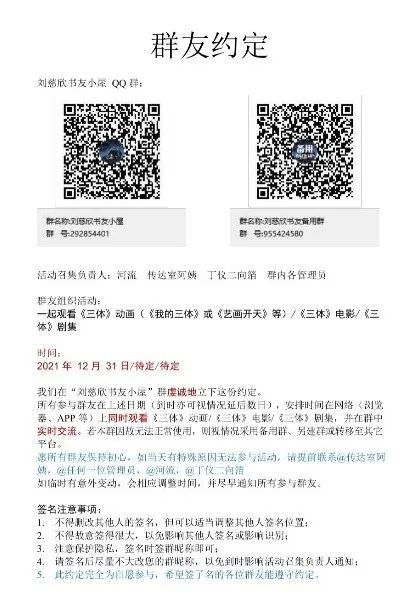 群友约定
刘慈欣书友小屋 QQ 群：
备用
群名称:刘慈欣书友小屋
群 号:292854401
群名称:刘慈欣书友备用群
群 号:955424580
活动召集负责人：河流 传达室阿姨 丁仪二向箔 群内各管理员
群友组织活动：
一起观看《三体》动画（《我的三体》或《艺画开天》等）/《三体》电影/《三
体》剧集
时间：
2021 年 12 月 31 日/待定/待定
我们在“刘慈欣书友小屋”群虔诚地立下这份约定。
所有参与群友在上述日期（到时亦可视情况延后数日），安排时间在网络（浏览
器、APP 等）上同时观看《三体》动画/《三体》电影/《三体》剧集，并在群中
实时交流。若本群因故无法正常使用，则视情况采用备用群、另建群或转移至其它
平台。
愿所有群友保持初心，如当天有特殊原因无法参与活动，请提前联系@传达室阿
姨，@任何一位管理员，@河流，@丁仪二向箔
如临时有意外变动，会相应调整时间，并尽早通知所有参与群友。
签名注意事项：
1. 不得删改其他人的签名，但可以适当调整其他人签名位置；
2. 不得故意签得很大，以免影响其他人签名或影响识别；
3. 注意保护隐私，签名时签群昵称即可；
4. 请签名后尽量不大改您的群昵称，以免到时影响活动召集负责人通知；
5. 此约定完全为自愿参与，希望签了名的各位群友能遵守约定。